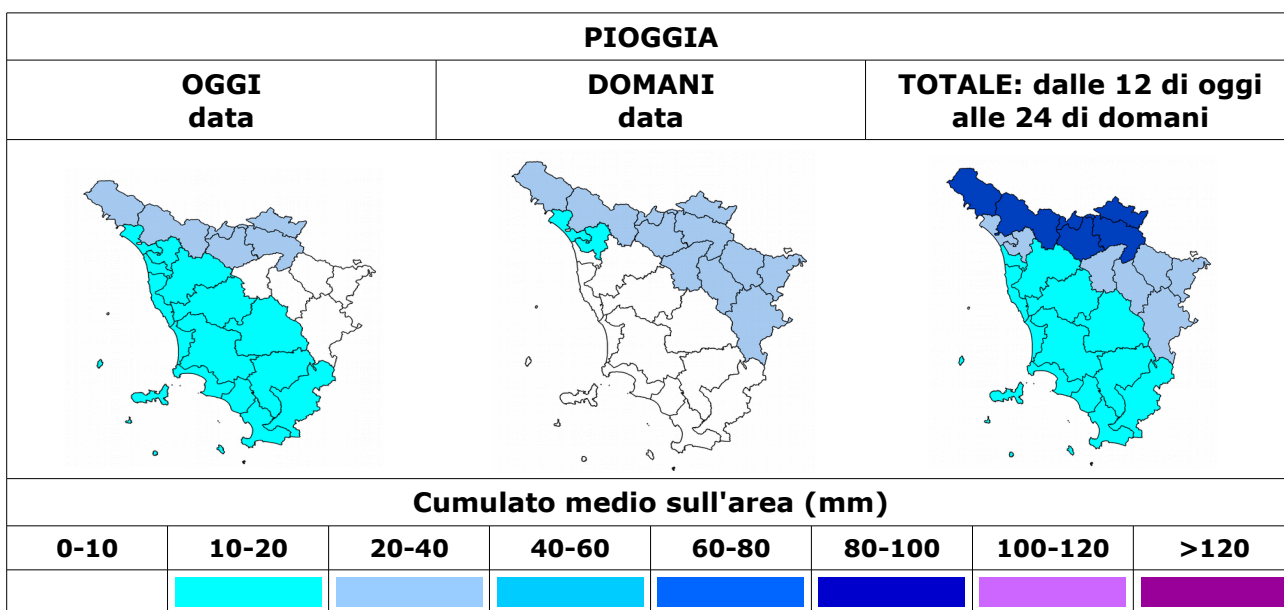 PIOGGIA
OGGI
data
DOMANI
data
TOTALE: dalle 12 di oggi
alle 24 di domani
Cumulato medio sull'area (mm)
0-10 10-20 20-40 40-60 60-80 80-100 100-120 >120